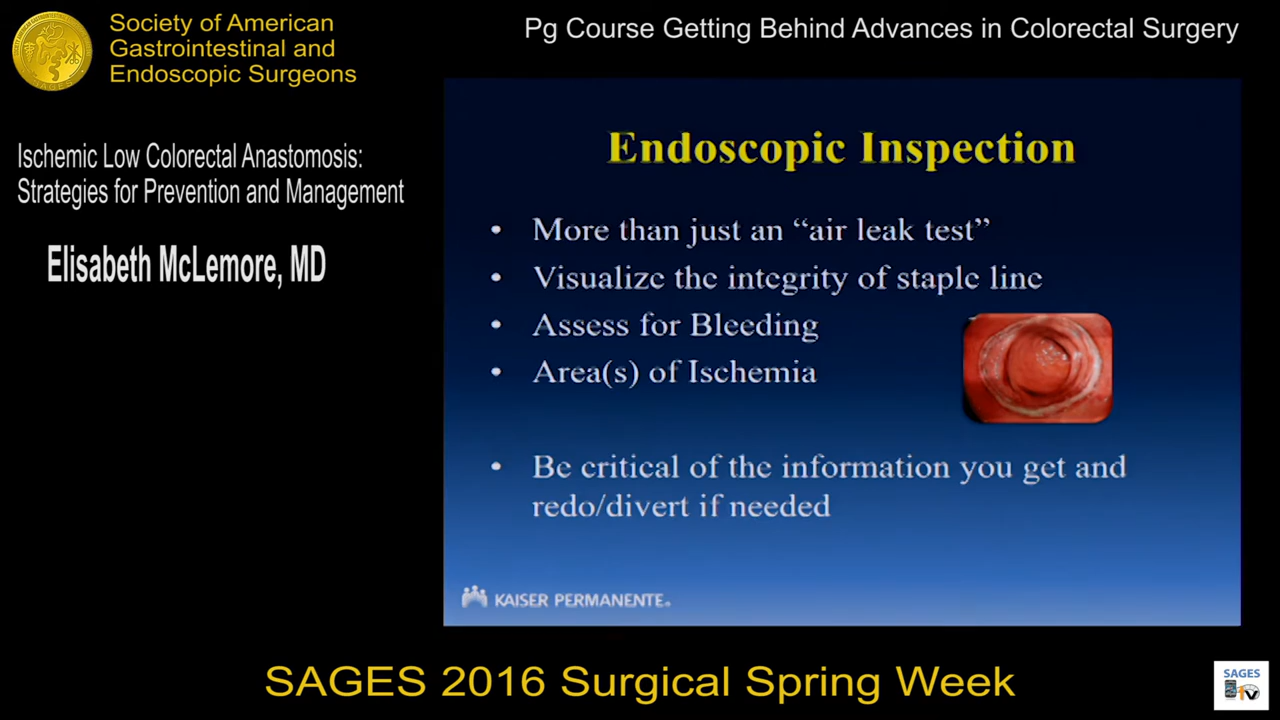 Society of American
Gastrointestinal and
Endoscopic Surgeons
Pg Course Getting Behind Advances in Colorectal Surgery
Ischemic Low Colorectal Anastomosis:
Strategies for Prevention and Management
Elisabeth McLemore, MD
Endoscopic Inspection
• More than just an “air leak test”
• Visualize the integrity of staple line
• Assess for Bleeding
• Area(s) of Ischemia
• Be critical of the information you get and
redo/divert if needed
KAISER PERMANENTE®
SAGES 2016 Surgical Spring Week
SAGES
tv